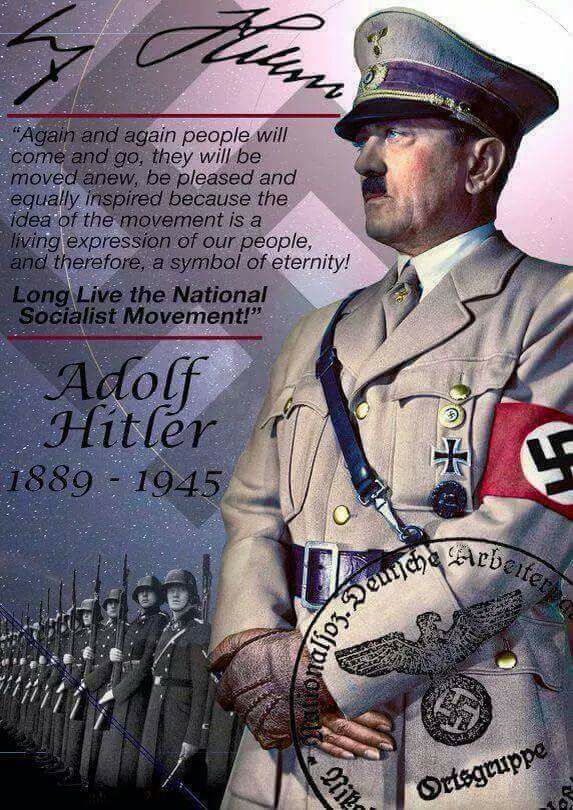 “Again and again people will
come and go, they will be
moved anew, be pleased and
equally inspired because the
idea of the movement is a
living expression of our people,
and therefore, a symbol of eternity!
Long Live the National
Socialist Movement!”
Adolf
Hitler
1889 - 1945
Nationalsoz. Deutsche Arbeiterpa
Ortsgruppe